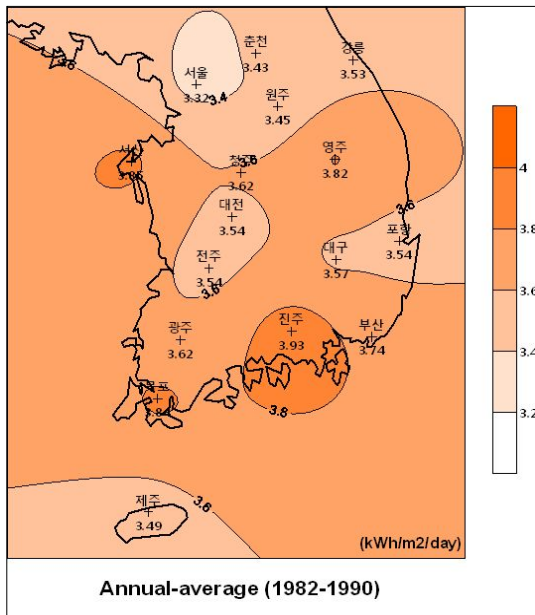 춘천
3.43
강릉
3.53
3.6
서울
3.32
3.4
원주
3.45
4
서산
3.6
청주
3.62
영주
3.82
3.8
대전
3.54
3.6
포항
3.54
대구
3.57
3.6
전주
3.54
3.6
3.4
진주
3.93
부산
3.74
광주
3.62
3.2
목포
3.84
3.8
3.6
제주
3.49
(kWh/m2/day)
Annual-average (1982-1990)